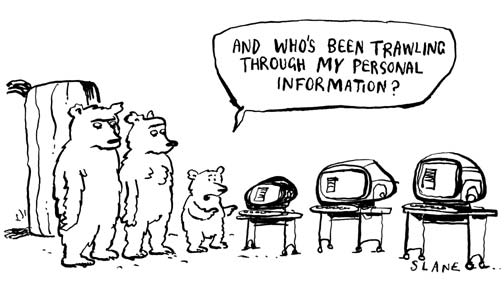 AND WHO'S BEEN TRAWLING
THROUGH MY PERSONAL
INFORMATION?
SLANE